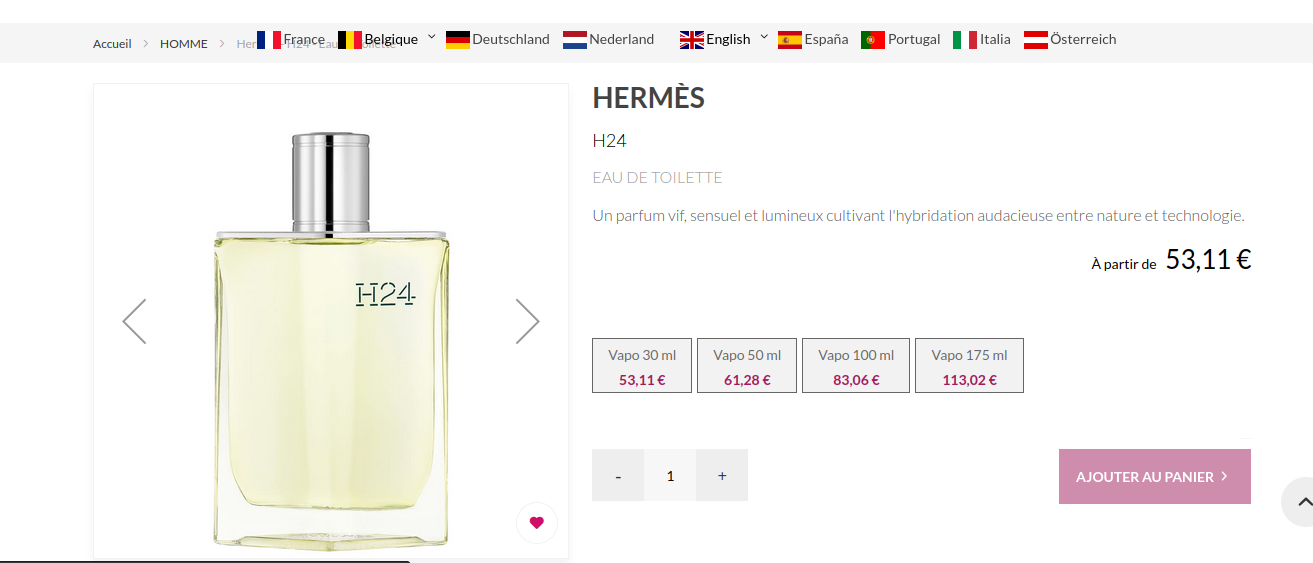 Accueil > HOMME > Her
France Belgique Deutschland Nederland English España Portugal Italia Österreich
HERMÈS
H24
EAU DE TOILETTE
Un parfum vif, sensuel et lumineux cultivant l'hybridation audacieuse entre nature et technologie.
À partir de 53,11 €
H24
Vapo 30 ml Vapo 50 ml Vapo 100 ml Vapo 175 ml
53,11 € 61,28 € 83,06 € 113,02 €
- 1 +
AJOUTER AU PANIER >